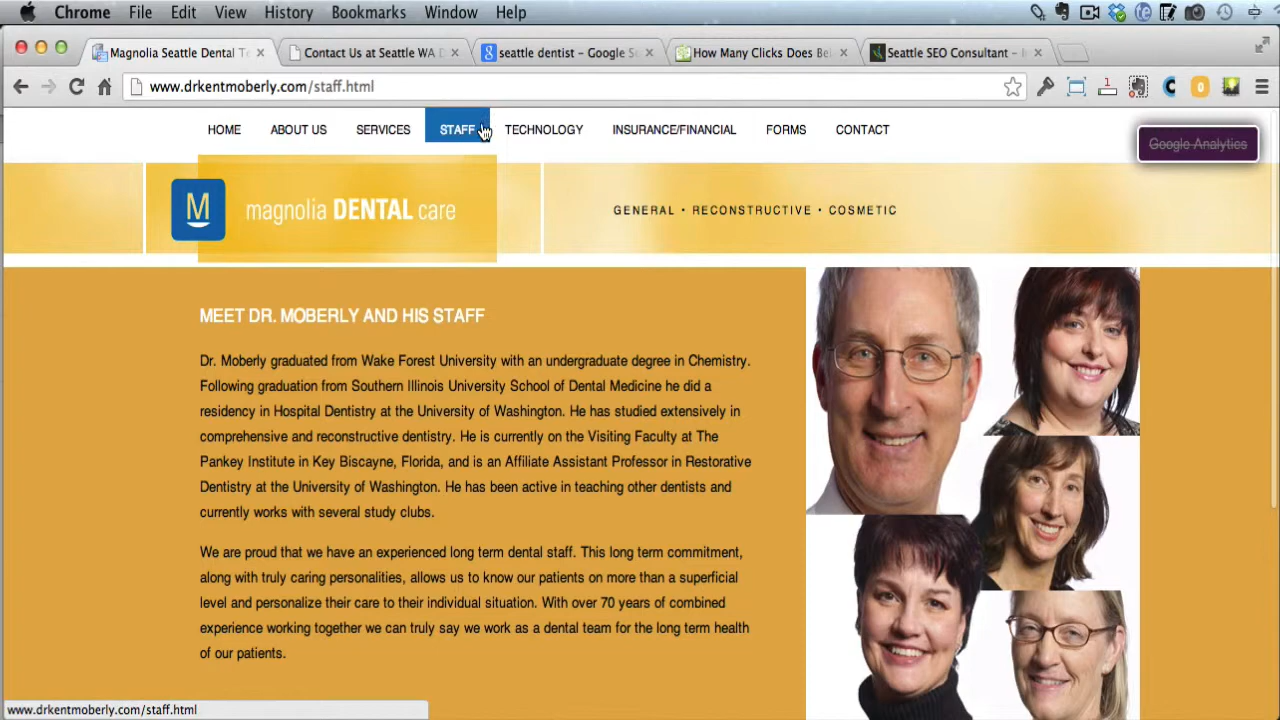 Chrome File Edit View History Bookmarks Window Help
Magnolia Seattle Dental Te
Contact Us at Seattle WA D
seattle dentist – Google Se
How Many Clicks Does Bei
Seattle SEO Consultant – I
www.drkentmoberly.com/staff.html
HOME ABOUT US SERVICES STAFF TECHNOLOGY INSURANCE/FINANCIAL FORMS CONTACT
Google Analytics
M
magnolia DENTAL care
GENERAL • RECONSTRUCTIVE • COSMETIC
MEET DR. MOBERLY AND HIS STAFF
Dr. Moberly graduated from Wake Forest University with an undergraduate degree in Chemistry.
Following graduation from Southern Illinois University School of Dental Medicine he did a
residency in Hospital Dentistry at the University of Washington. He has studied extensively in
comprehensive and reconstructive dentistry. He is currently on the Visiting Faculty at The
Pankey Institute in Key Biscayne, Florida, and is an Affiliate Assistant Professor in Restorative
Dentistry at the University of Washington. He has been active in teaching other dentists and
currently works with several study clubs.
We are proud that we have an experienced long term dental staff. This long term commitment,
along with truly caring personalities, allows us to know our patients on more than a superficial
level and personalize their care to their individual situation. With over 70 years of combined
experience working together we can truly say we work as a dental team for the long term health
of our patients.
www.drkentmoberly.com/staff.html